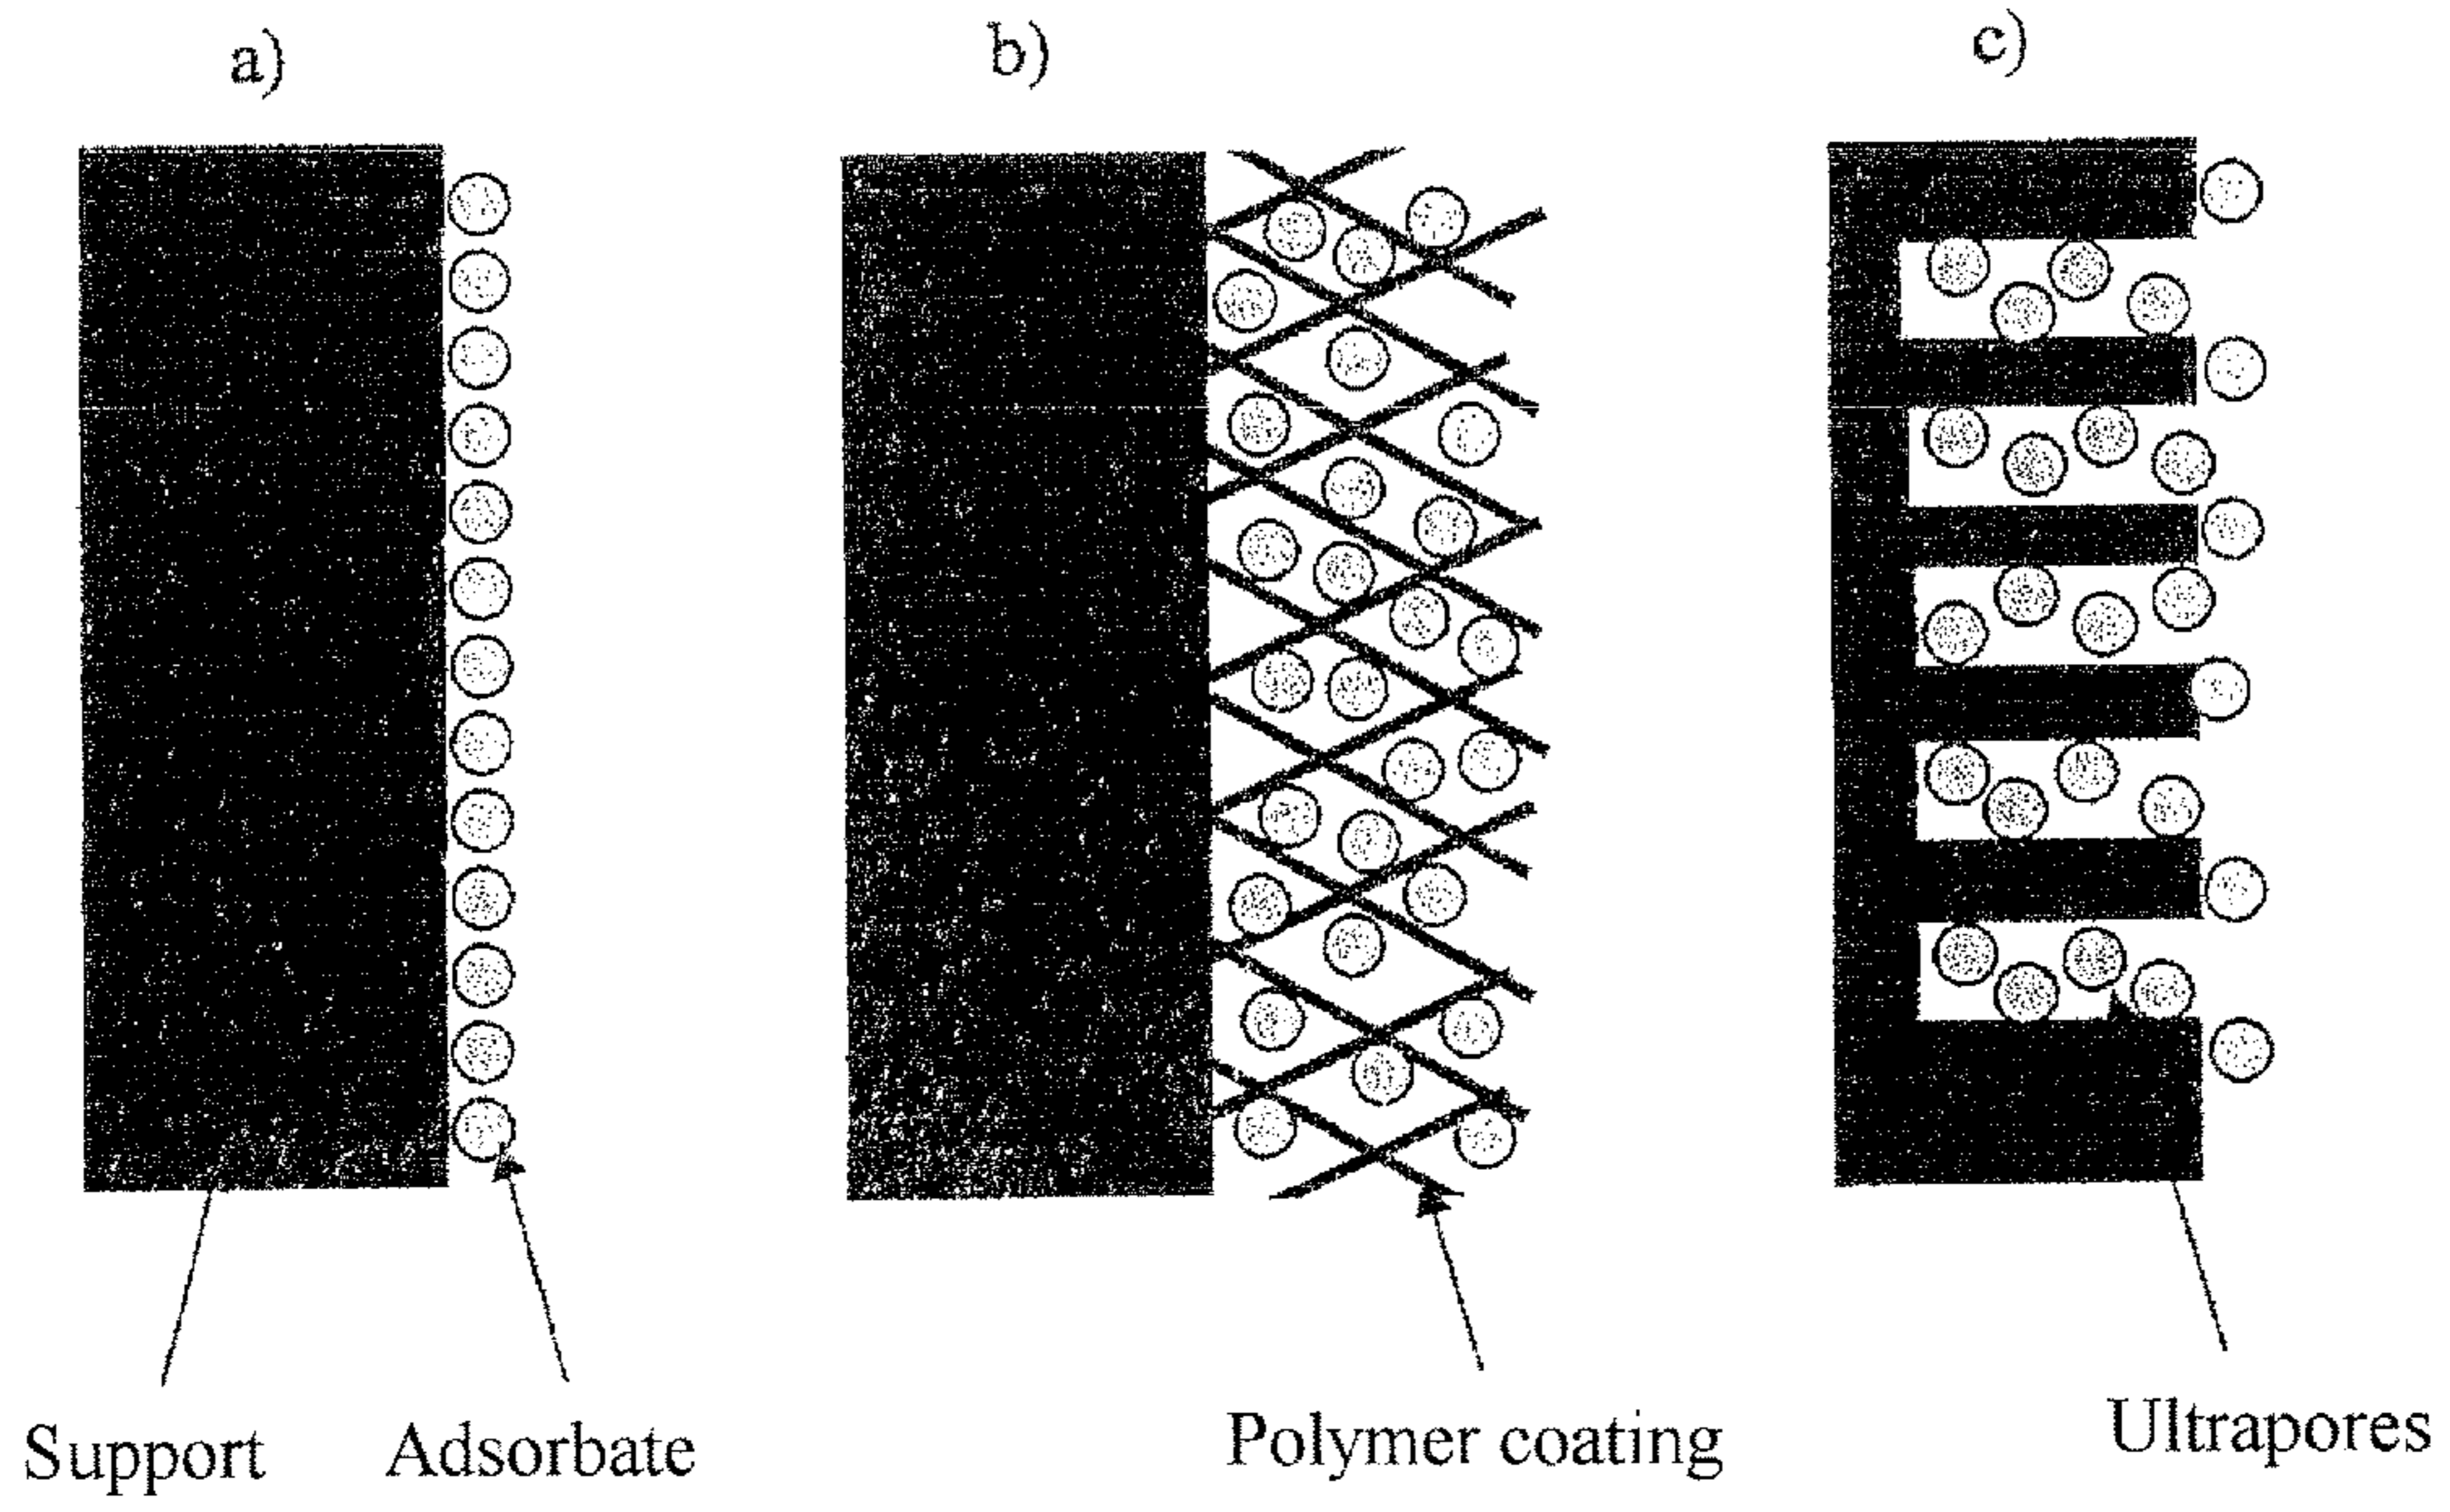 a)
b)
c)
Support
Adsorbate
Polymer coating
Ultrapores